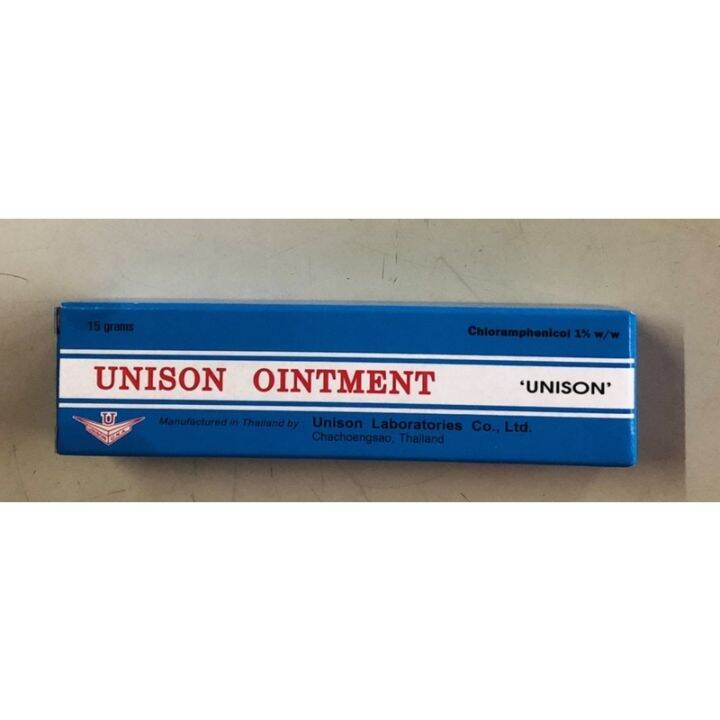 15 grams
Chloramphenicol 1% w/w
UNISON OINTMENT
'UNISON'
U
Manufactured in Thailand by : Unison Laboratories Co., Ltd.
Chachoengsao, Thailand